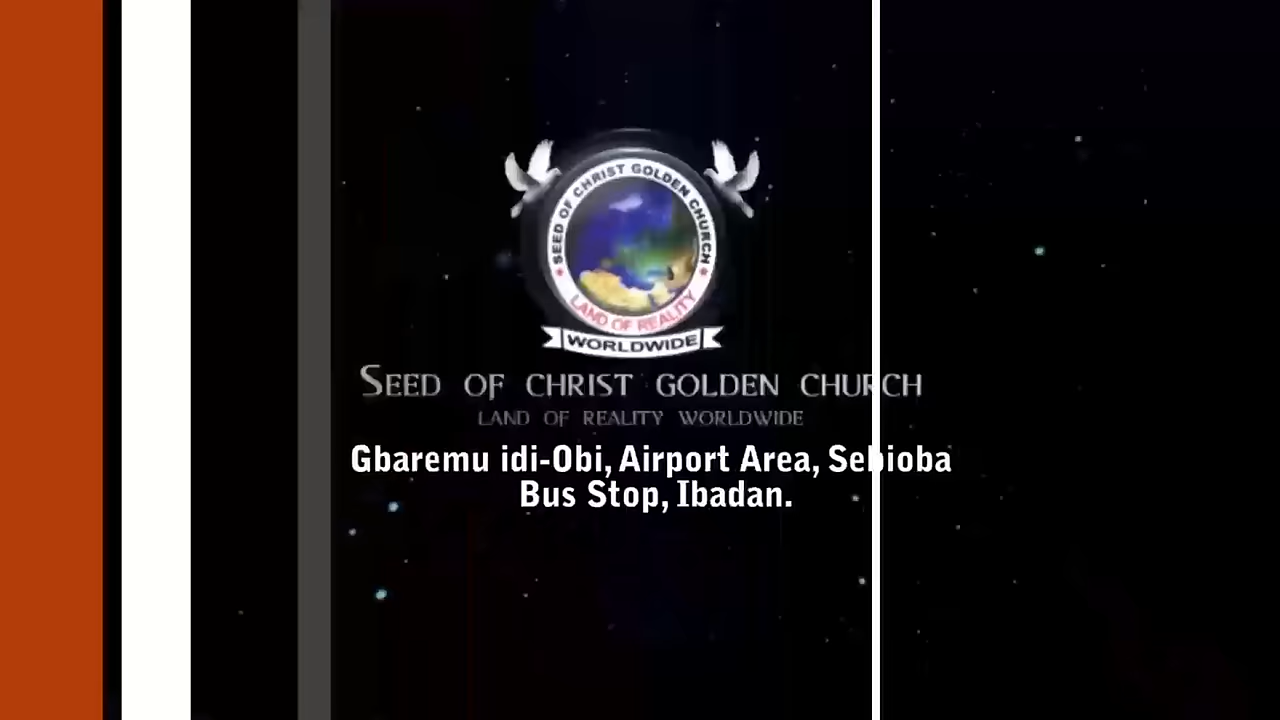 SEED OF CHRIST GOLDEN CHURCH
LAND OF REALITY
WORLDWIDE
SEED OF CHRIST GOLDEN CHURCH
LAND OF REALITY WORLDWIDE
Gbaremu idi-Obi, Airport Area, Sebioba
Bus Stop, Ibadan.